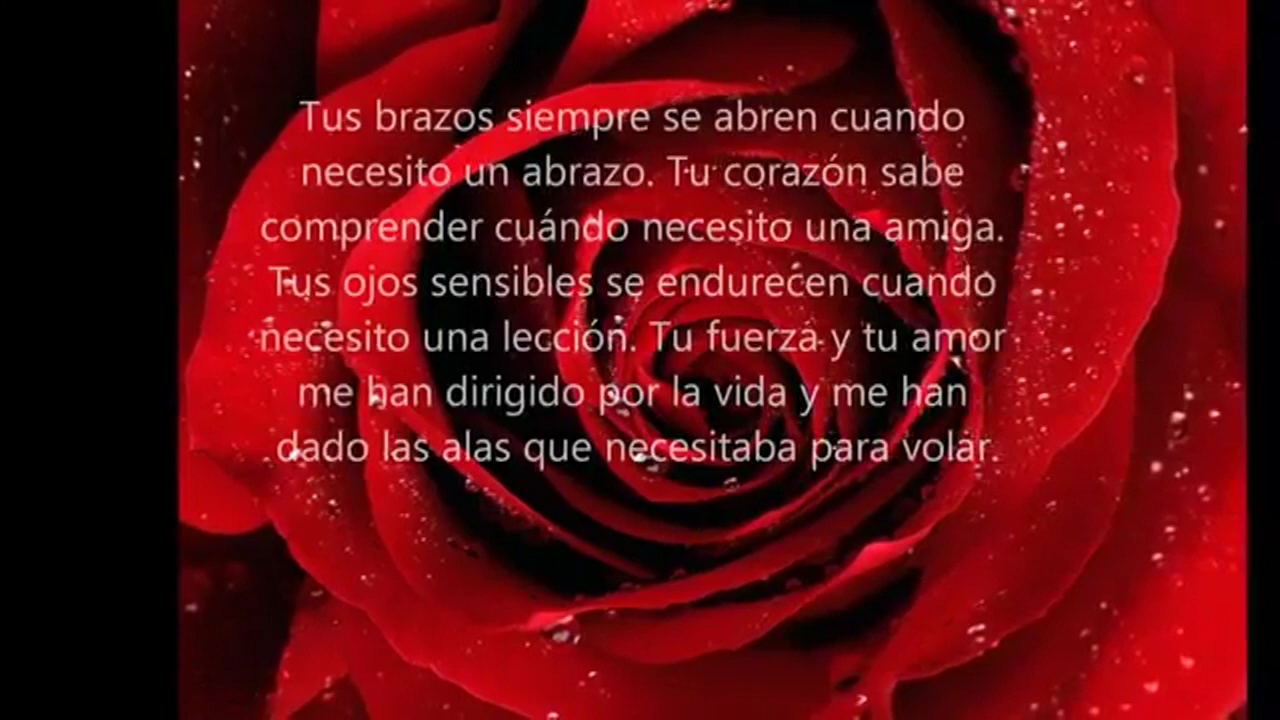 Tus brazos siempre se abren cuando
necesito un abrazo. Tu corazón sabe
comprender cuándo necesito una amiga.
Tus ojos sensibles se endurecen cuando
necesito una lección. Tu fuerza y tu amor
me han dirigido por la vida y me han
dado las alas que necesitaba para volar.